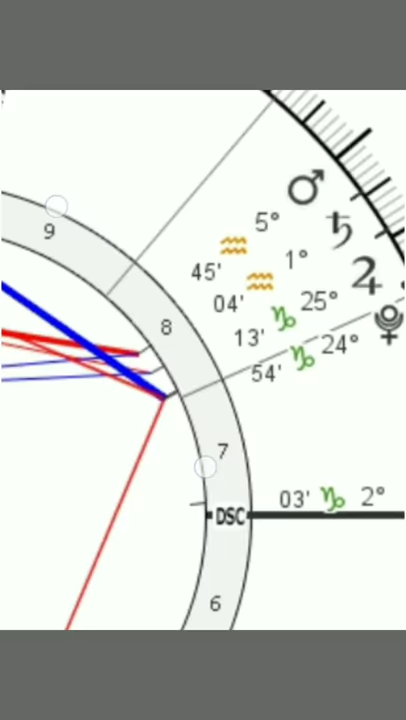 9
♂ 5° ♒ 45'
♄ 1° ♒ 04'
8
♃ 25° ♑ 13'
♇ 24° ♑ 54'
7
DSC 03' ♑ 2°
6